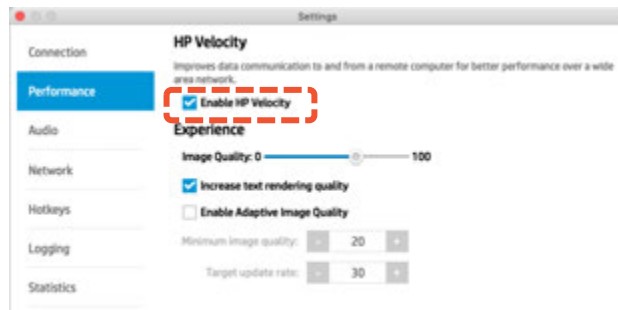 Settings
Connection
Performance
Audio
Network
Hotkeys
Logging
Statistics
HP Velocity
Improves data communication to and from a remote computer for better performance over a wide
area network.
Enable HP Velocity
Experience
Image Quality: 0 100
Increase text rendering quality
Enable Adaptive Image Quality
Minimum image quality: - 20 +
Target update rate: - 30 +